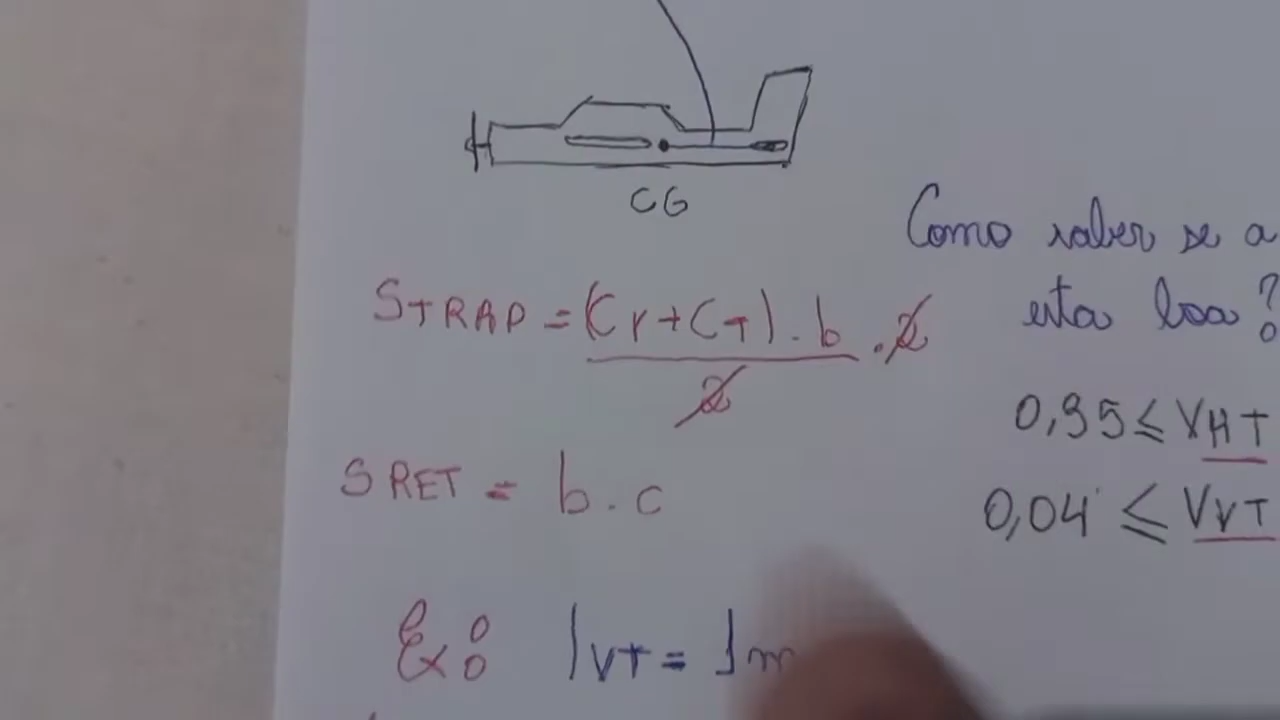 CG
Como saber se a
esta boa?
STRAP = (Cr + CT) . b . 2
2
0,35 ≤ VHT
SRET = b . c
0,04 ≤ VVT
Ex: lVT = 1m